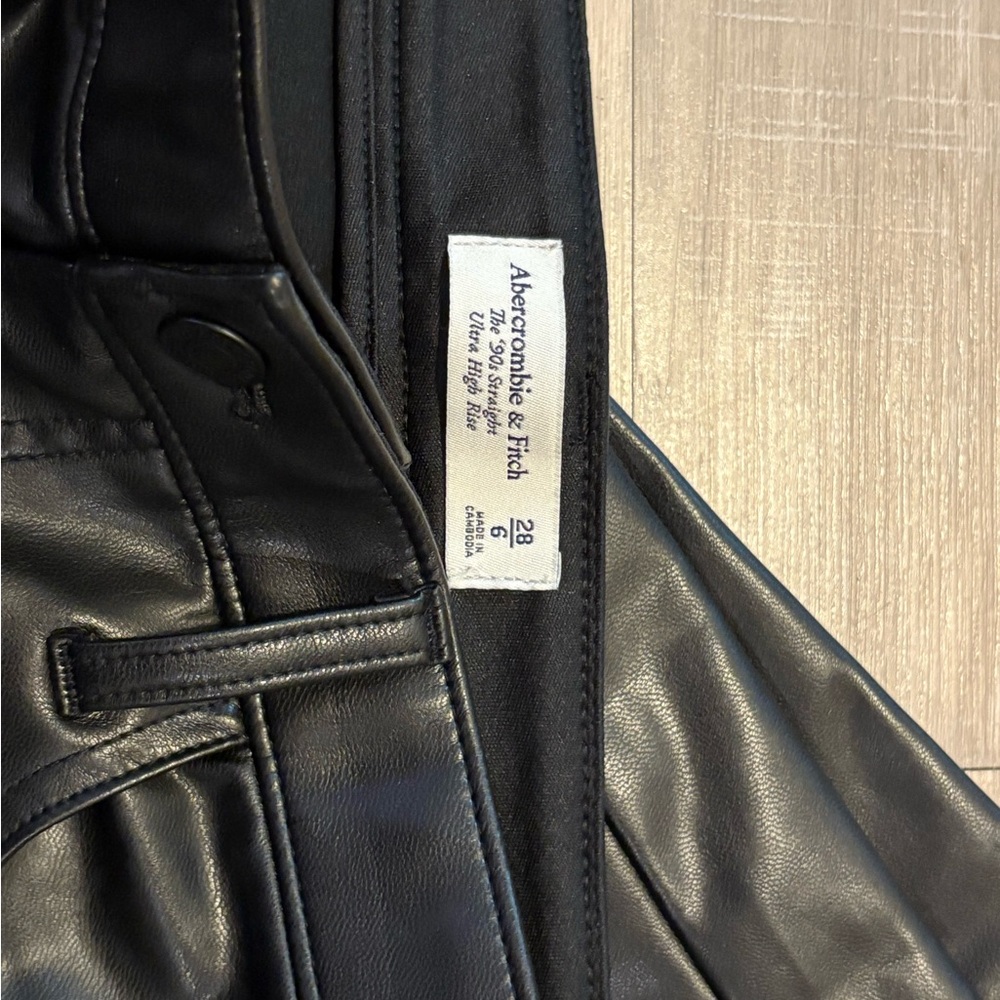 Abercrombie & Fitch
The '90s Straight
Ultra High Rise
28
6
MADE IN
CAMBODIA